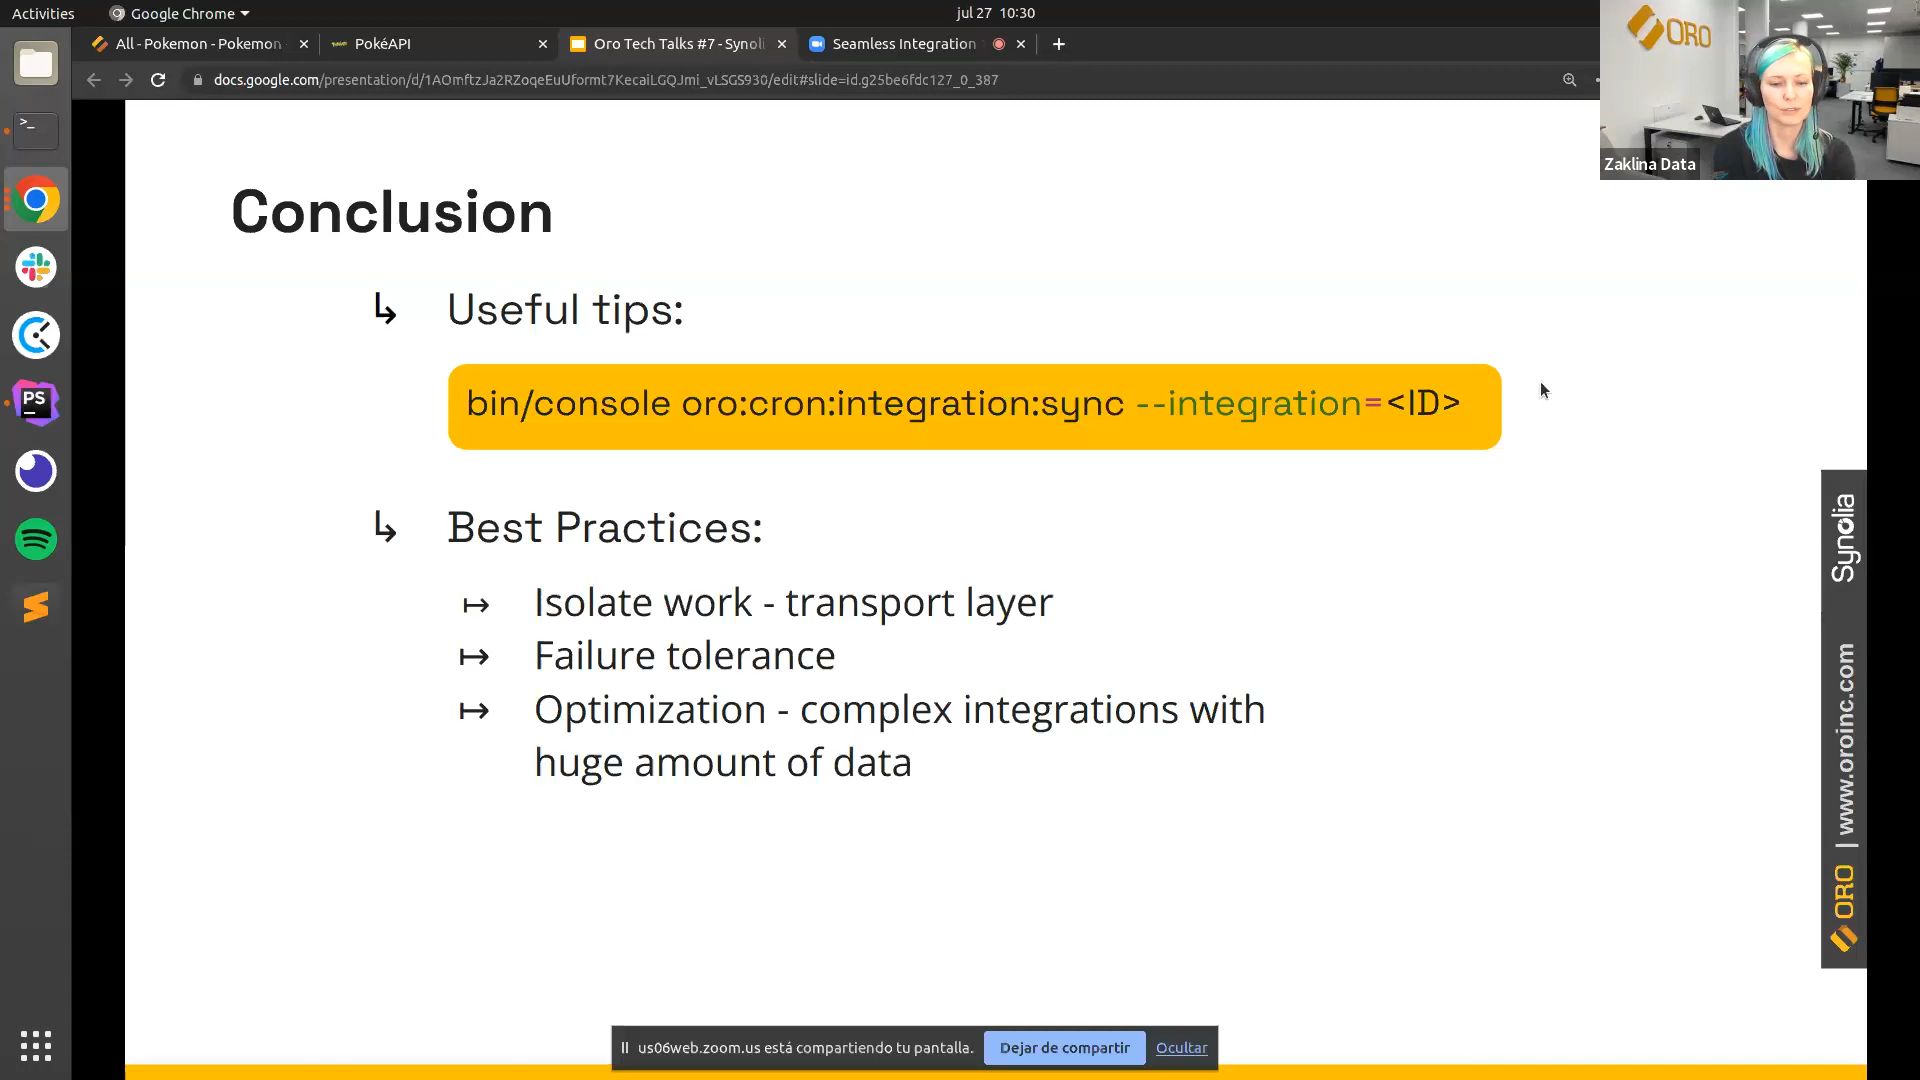 Activities
Google Chrome
jul 27 10:30
All - Pokemon - Pokemon
PokéAPI
Oro Tech Talks #7 - Synoli
Seamless Integration
docs.google.com/presentation/d/1AOmftzJa2RZoqeEuUformt7KecaiLGQJmi_vLSGS930/edit#slide=id.g25be6fdc127_0_387
ORO
Zaklina Data
Conclusion
Useful tips:
bin/console oro:cron:integration:sync --integration=<ID>
Best Practices:
Isolate work - transport layer
Failure tolerance
Optimization - complex integrations with
huge amount of data
PS
Synolia
ORO | www.oroinc.com
us06web.zoom.us está compartiendo tu pantalla.
Dejar de compartir
Ocultar